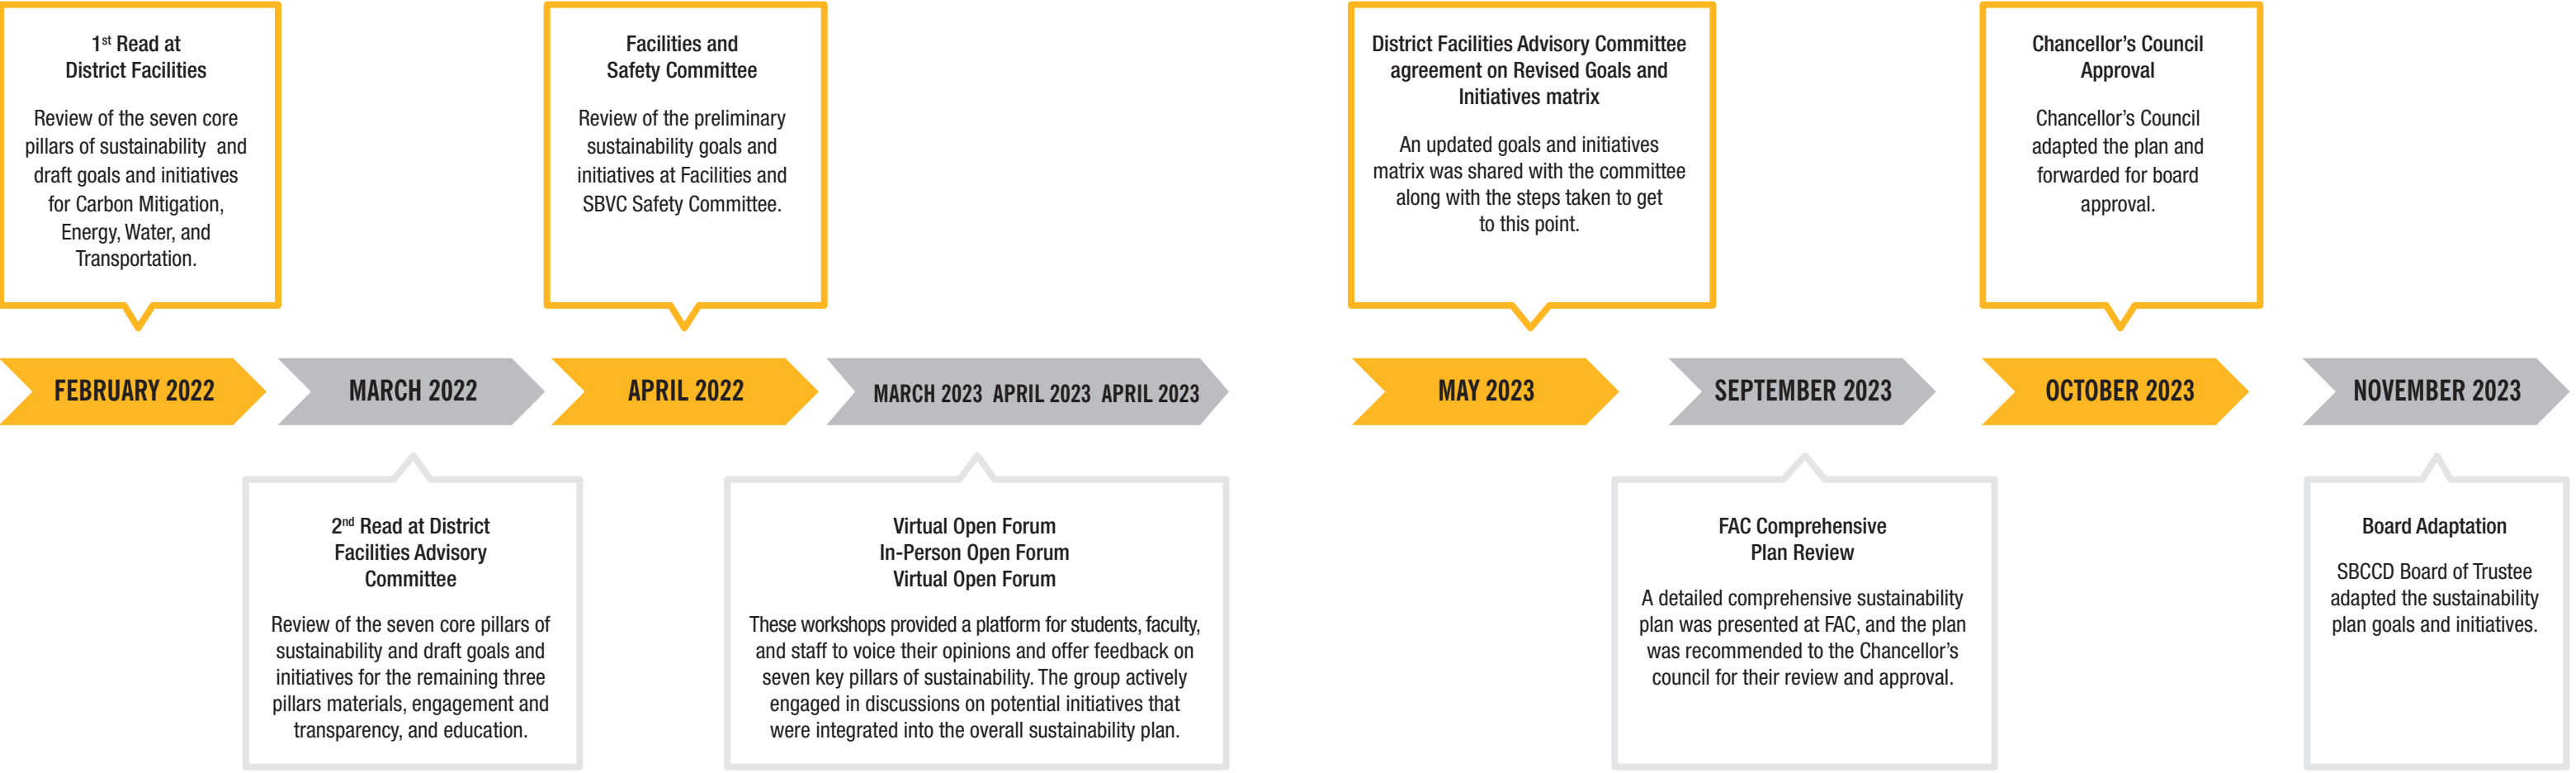 1st Read at
District Facilities
Review of the seven core
pillars of sustainability and
draft goals and initiatives
for Carbon Mitigation,
Energy, Water, and
Transportation.
Facilities and
Safety Committee
Review of the preliminary
sustainability goals and
initiatives at Facilities and
SBVC Safety Committee.
District Facilities Advisory Committee
agreement on Revised Goals and
Initiatives matrix
An updated goals and initiatives
matrix was shared with the committee
along with the steps taken to get
to this point.
Chancellor’s Council
Approval
Chancellor’s Council
adapted the plan and
forwarded for board
approval.
FEBRUARY 2022
MARCH 2022
APRIL 2022
MARCH 2023 APRIL 2023 APRIL 2023
MAY 2023
SEPTEMBER 2023
OCTOBER 2023
NOVEMBER 2023
2nd Read at District
Facilities Advisory
Committee
Review of the seven core pillars of
sustainability and draft goals and
initiatives for the remaining three
pillars materials, engagement and
transparency, and education.
Virtual Open Forum
In-Person Open Forum
Virtual Open Forum
These workshops provided a platform for students, faculty,
and staff to voice their opinions and offer feedback on
seven key pillars of sustainability. The group actively
engaged in discussions on potential initiatives that
were integrated into the overall sustainability plan.
FAC Comprehensive
Plan Review
A detailed comprehensive sustainability
plan was presented at FAC, and the plan
was recommended to the Chancellor’s
council for their review and approval.
Board Adaptation
SBCCD Board of Trustee
adapted the sustainability
plan goals and initiatives.